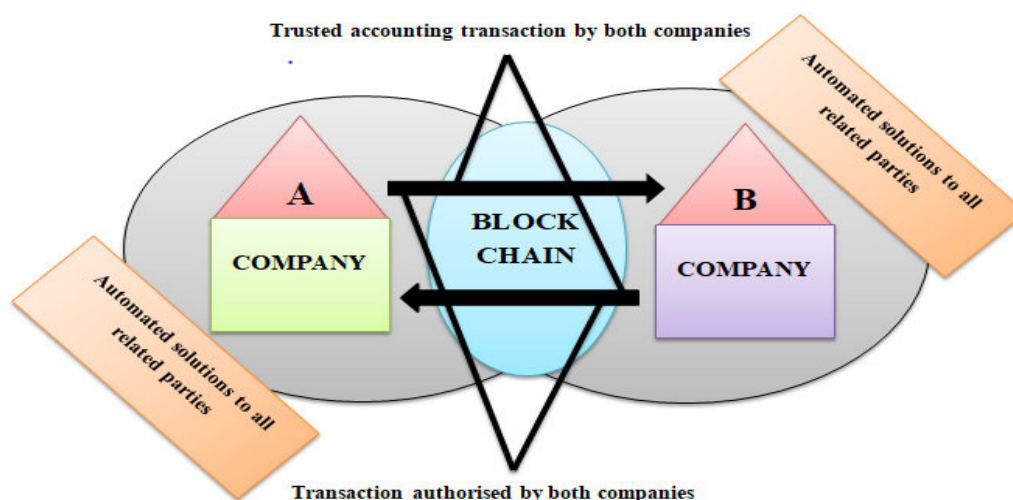 Trusted accounting transaction by both companies
Automated solutions to all
related parties
A
COMPANY
BLOCK
CHAIN
B
COMPANY
Automated solutions to all
related parties
Transaction authorised by both companies